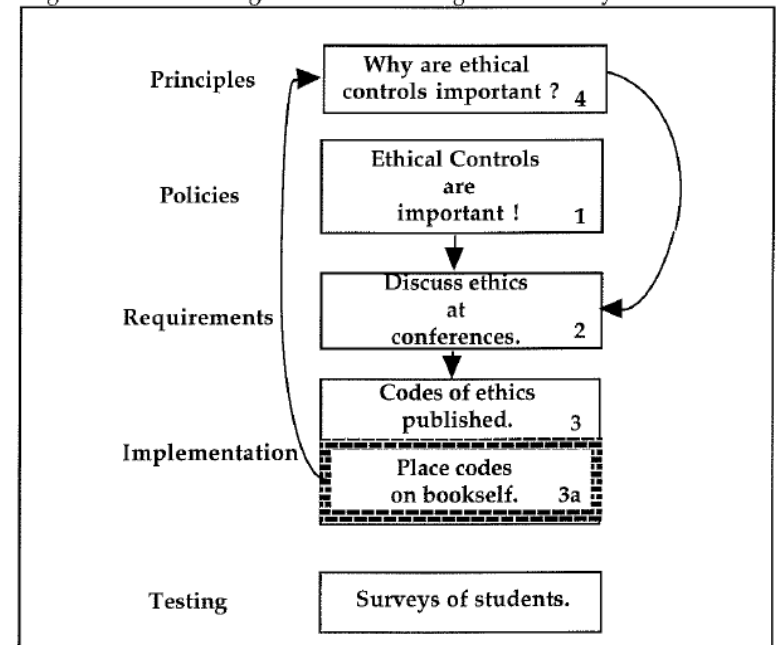 Principles
Why are ethical
controls important ? 4
Policies
Ethical Controls
are
important ! 1
Requirements
Discuss ethics
at
conferences. 2
Implementation
Codes of ethics
published. 3
Place codes
on bookself. 3a
Testing
Surveys of students.